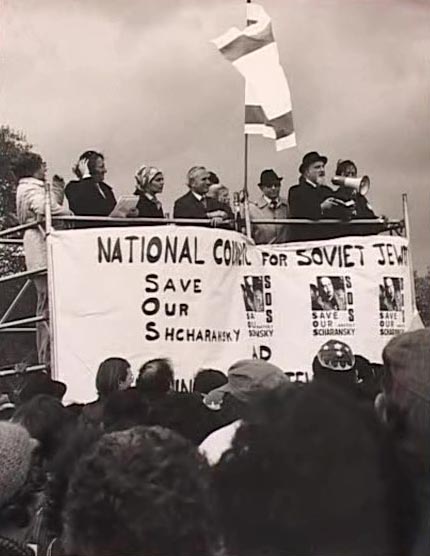 NATIONAL COUNCIL FOR SOVIET JEW
SAVE
OUR
SHCHARANSKY
SOS
SAVE
OUR
SCHARANSKY
SOS
SAVE
OUR
SCHARANSKY